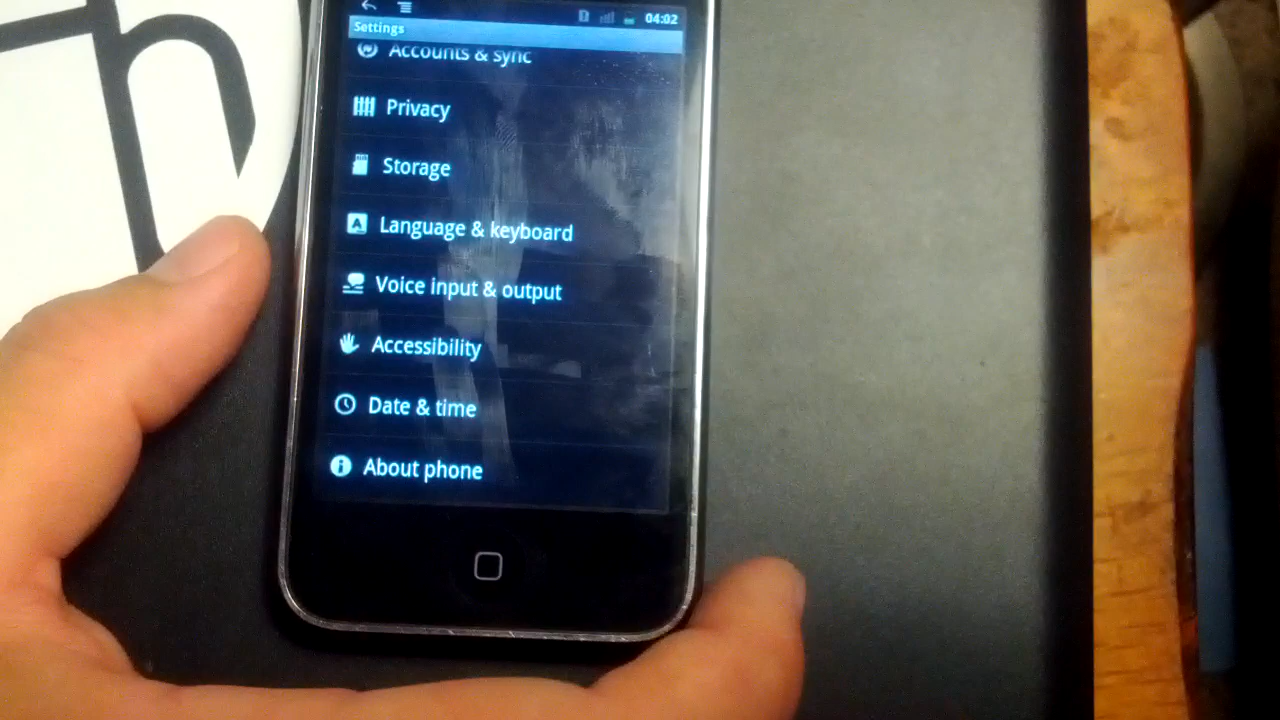 04:02
Settings
Accounts & sync
Privacy
Storage
Language & keyboard
Voice input & output
Accessibility
Date & time
About phone